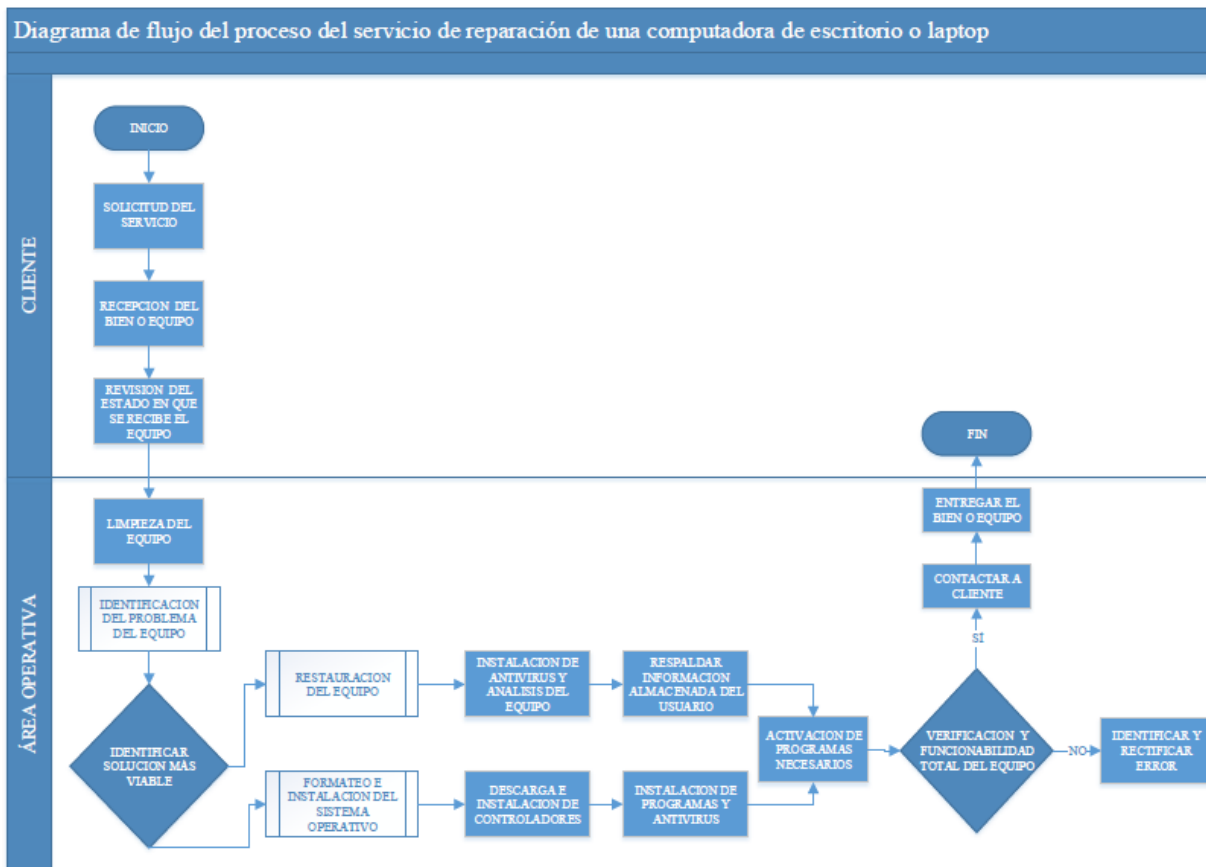 Diagrama de flujo del proceso del servicio de reparación de una computadora de escritorio o laptop
CLIENTE
INICIO
SOLICITUD DEL
SERVICIO
RECEPCION DEL
BIEN O EQUIPO
REVISION DEL
ESTADO EN QUE
SE RECIBE EL
EQUIPO
FIN
ÁREA OPERATIVA
LIMPIEZA DEL
EQUIPO
IDENTIFICACION
DEL PROBLEMA
DEL EQUIPO
IDENTIFICAR
SOLUCION MÁS
VIABLE
RESTAURACION
DEL EQUIPO
INSTALACION DE
ANTIVIRUS Y
ANALISIS DEL
EQUIPO
RESPALDAR
INFORMACION
ALMACENADA DEL
USUARIO
FORMATEO E
INSTALACION DEL
SISTEMA
OPERATIVO
DESCARGA E
INSTALACION DE
CONTROLADORES
INSTALACION DE
PROGRAMAS Y
ANTIVIRUS
ACTIVACION DE
PROGRAMAS
NECESARIOS
VERIFICACION Y
FUNCIONABILIDAD
TOTAL DEL EQUIPO
SÍ
CONTACTAR A
CLIENTE
ENTREGAR EL
BIEN O EQUIPO
NO
IDENTIFICAR Y
RECTIFICAR
ERROR